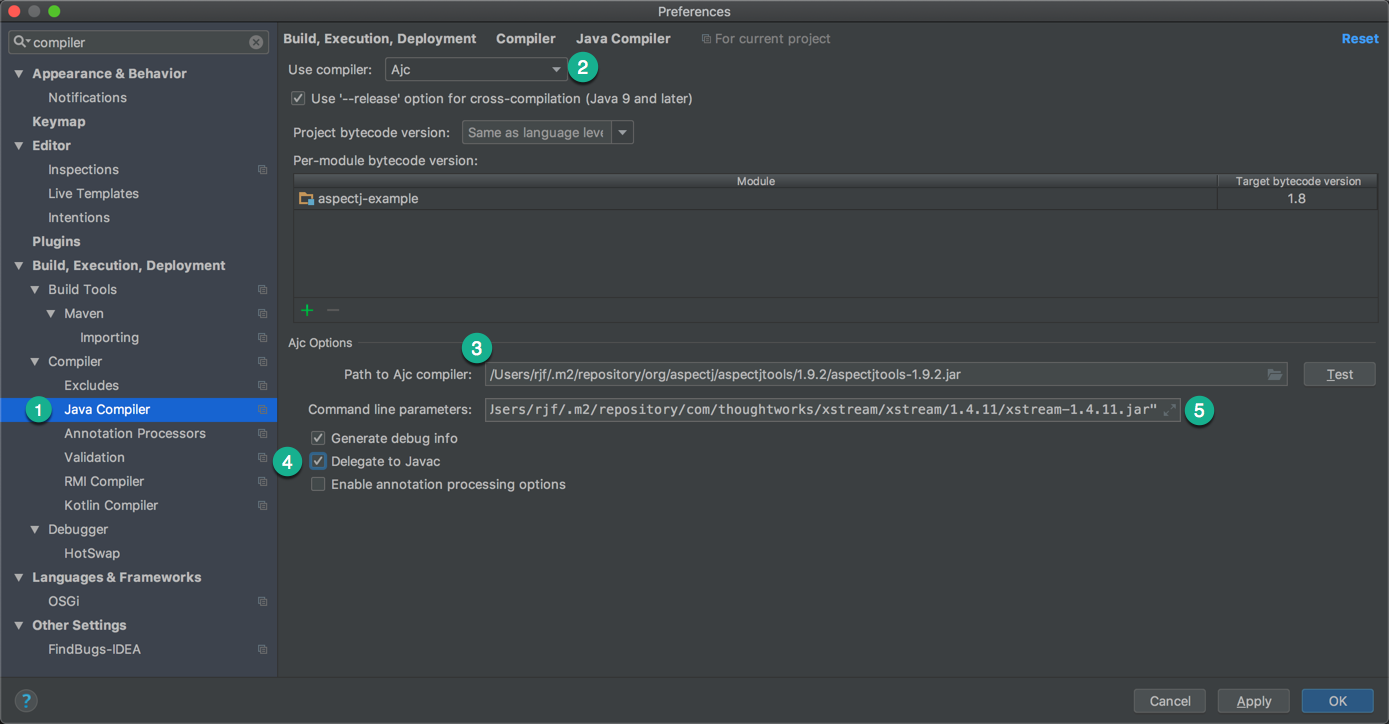 Preferences
compiler
Appearance & Behavior
Notifications
Keymap
Editor
Inspections
Live Templates
Intentions
Plugins
Build, Execution, Deployment
Build Tools
Maven
Importing
Compiler
Excludes
1 Java Compiler
Annotation Processors
Validation
RMI Compiler
Kotlin Compiler
Debugger
HotSwap
Languages & Frameworks
OSGi
Other Settings
FindBugs-IDEA
Build, Execution, Deployment Compiler Java Compiler For current project Reset
Use compiler: Ajc 2
Use '--release' option for cross-compilation (Java 9 and later)
Project bytecode version: Same as language leve
Per-module bytecode version:
Module Target bytecode version
aspectj-example 1.8
Ajc Options
3
Path to Ajc compiler: /Users/rjf/.m2/repository/org/aspectj/aspectjtools/1.9.2/aspectjtools-1.9.2.jar Test
Command line parameters: Jsers/rjf/.m2/repository/com/thoughtworks/xstream/xstream/1.4.11/xstream-1.4.11.jar" 5
Generate debug info
4 Delegate to Javac
Enable annotation processing options
? Cancel Apply OK